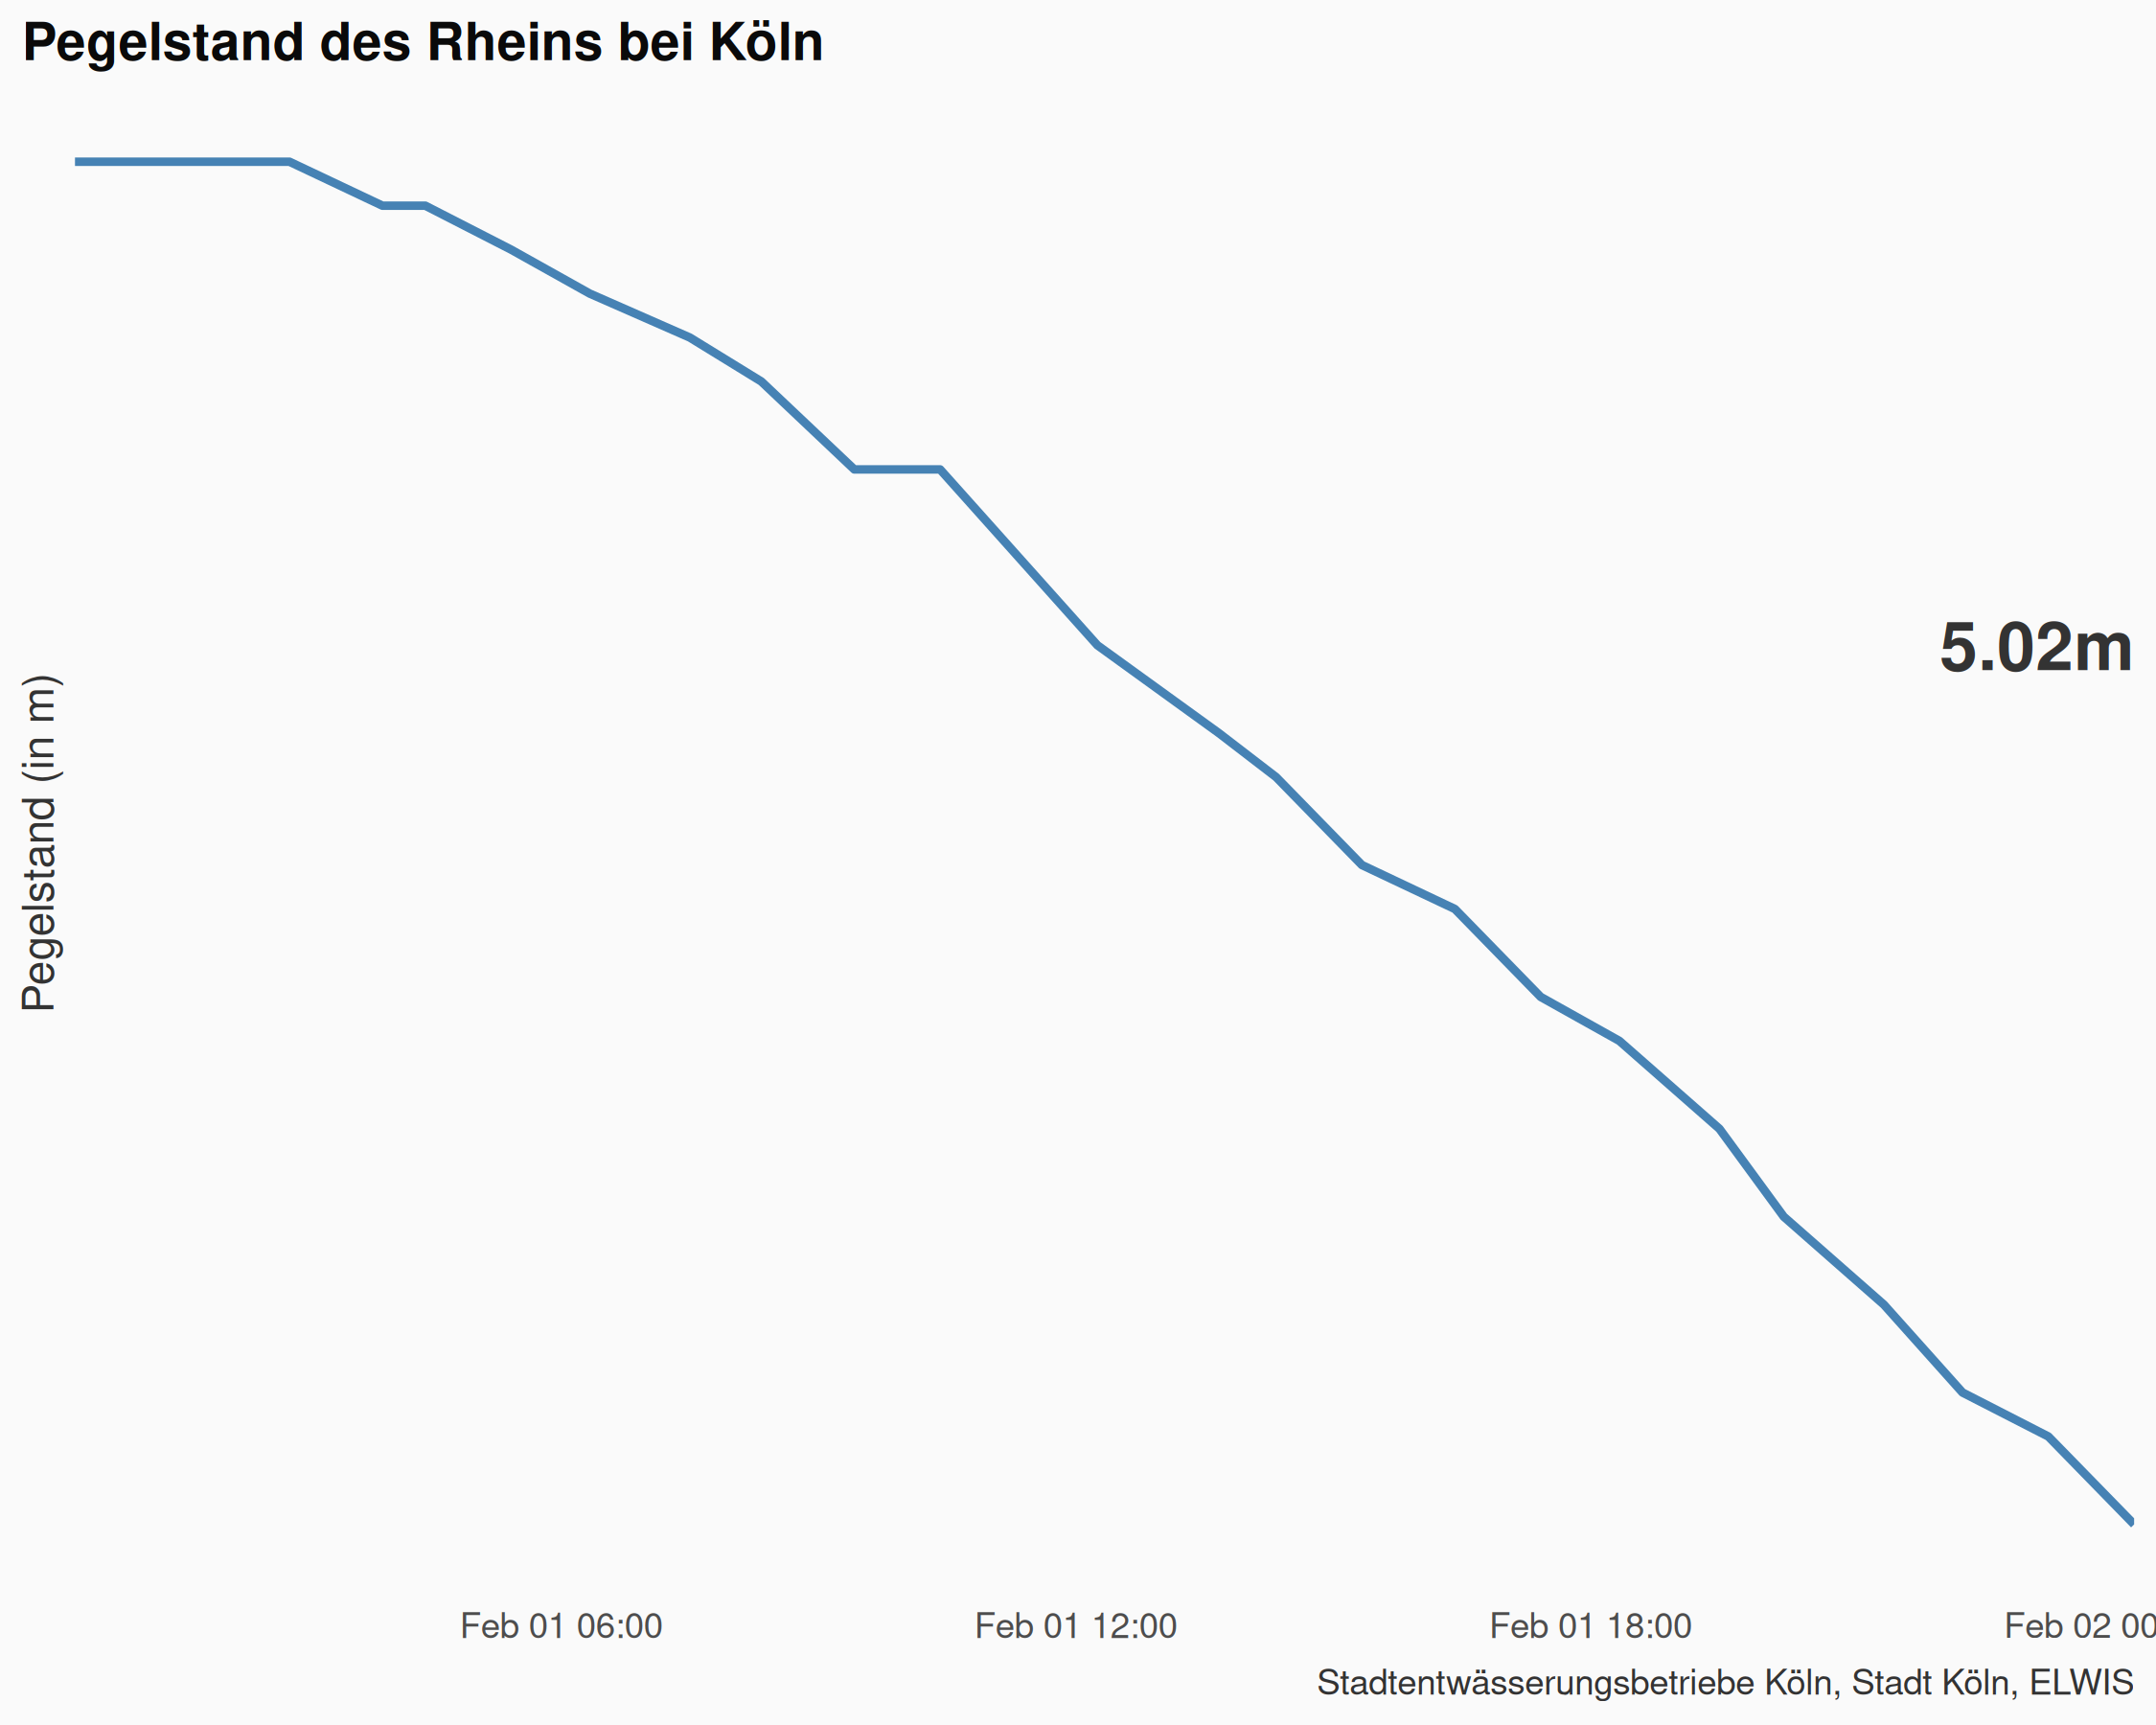 Pegelstand des Rheins bei Köln
5.02m
Pegelstand (in m)
Feb 01 06:00
Feb 01 12:00
Feb 01 18:00
Feb 02 00
Stadtentwässerungsbetriebe Köln, Stadt Köln, ELWIS